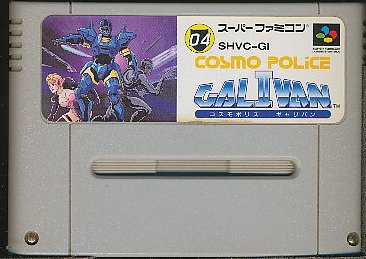 04 スーパーファミコン
SHVC-GI
COSMO POLICE
GALIVAN II™
コスモポリス ギャリバン